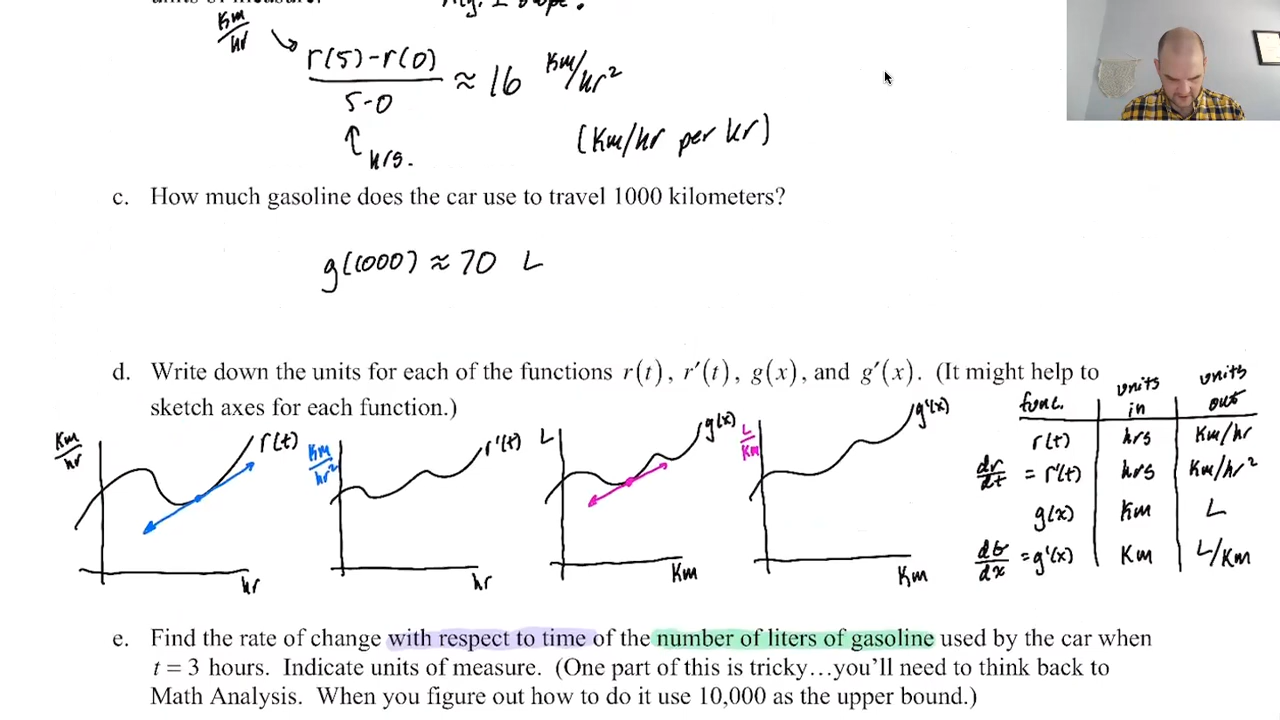 Km/hr
r(5)-r(0)
5-0
≈ 16 Km/hr²
↑ hrs.
(Km/hr per hr)
c. How much gasoline does the car use to travel 1000 kilometers?
g(1000) ≈ 70 L
d. Write down the units for each of the functions r(t), r′(t), g(x), and g′(x). (It might help to
sketch axes for each function.)
Km/hr r(t) hr
Km/hr² r'(t) hr
L g(x) Km
L/Km g'(x) Km
func. units in units out
r(t) hrs Km/hr
dr/dt = r'(t) hrs Km/hr²
g(x) Km L
dG/dx = g'(x) Km L/Km
e. Find the rate of change with respect to time of the number of liters of gasoline used by the car when
t = 3 hours. Indicate units of measure. (One part of this is tricky…you’ll need to think back to
Math Analysis. When you figure out how to do it use 10,000 as the upper bound.)